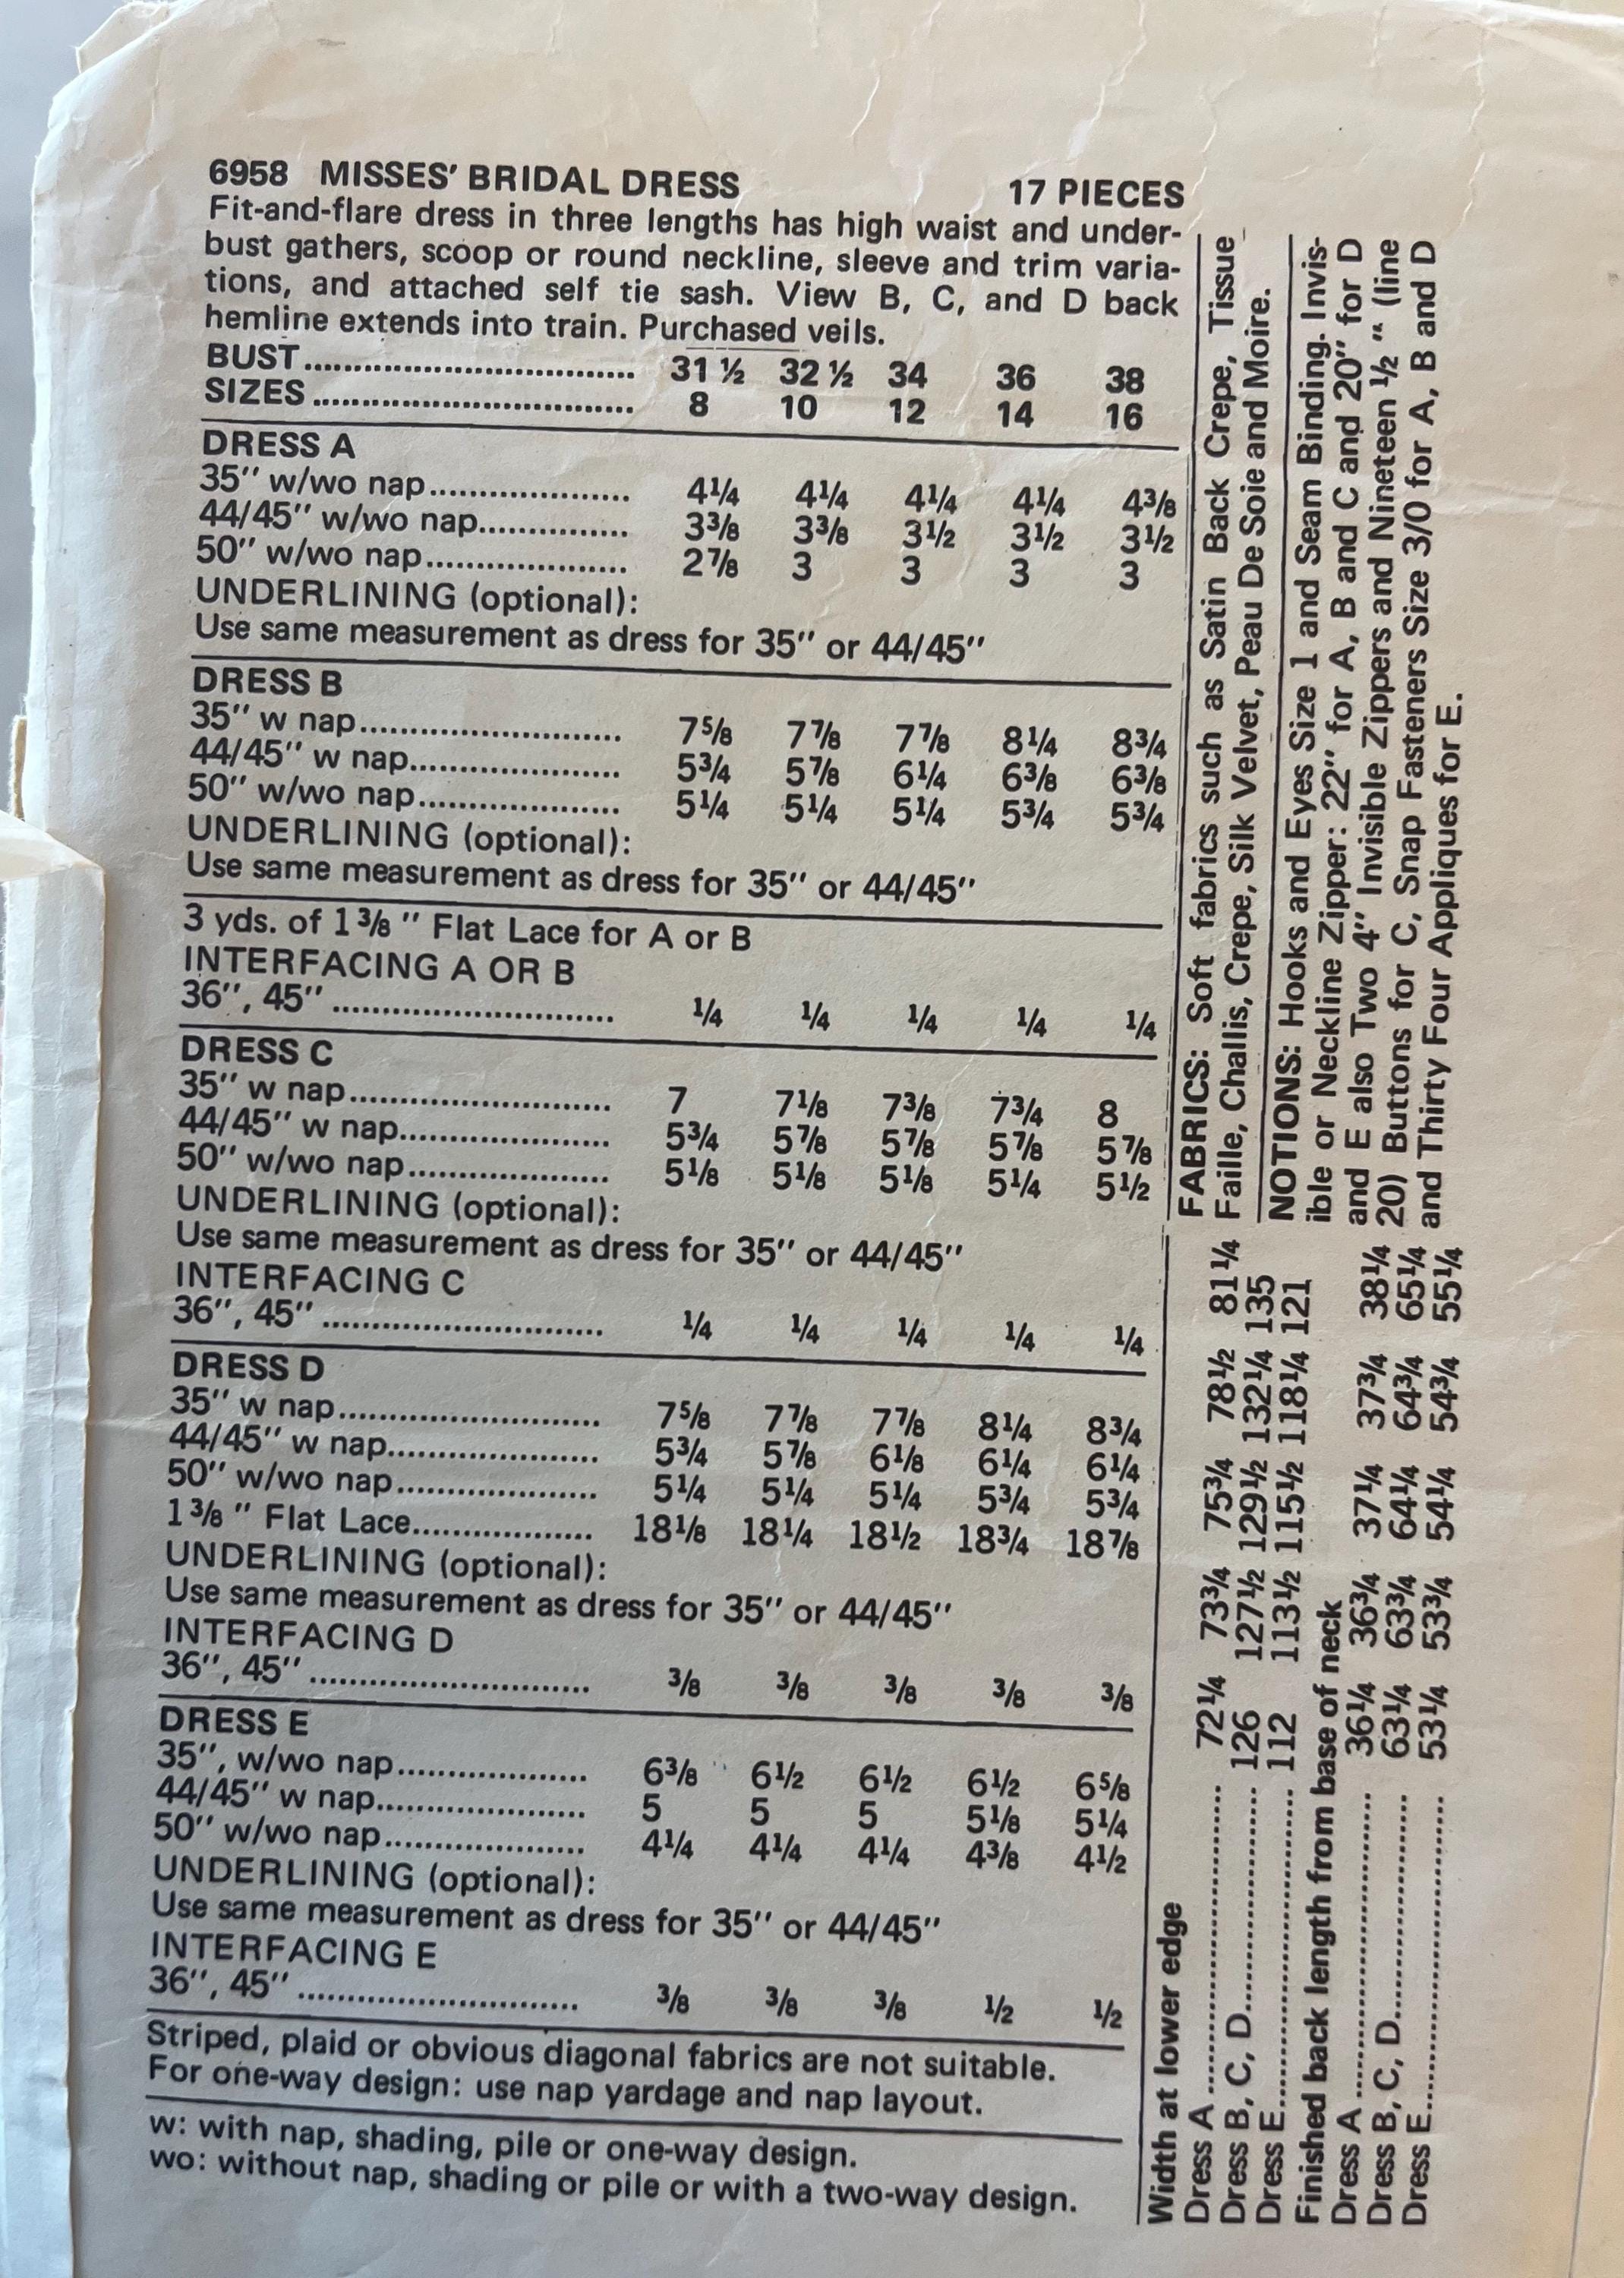 6958 MISSES' BRIDAL DRESS 17 PIECES
Fit-and-flare dress in three lengths has high waist and under-
bust gathers, scoop or round neckline, sleeve and trim varia-
tions, and attached self tie sash. View B, C, and D back
hemline extends into train. Purchased veils.
BUST................................. 31 ½ 32 ½ 34 36 38
SIZES ................................ 8 10 12 14 16
DRESS A
35" w/wo nap.................... 4¼ 4¼ 4¼ 4¼ 4⅜
44/45" w/wo nap............... 3⅜ 3⅜ 3½ 3½ 3½
50" w/wo nap.................... 2⅞ 3 3 3 3
UNDERLINING (optional):
Use same measurement as dress for 35" or 44/45"
DRESS B
35" w nap.......................... 7⅝ 7⅞ 7⅞ 8¼ 8¾
44/45" w nap..................... 5¾ 5⅞ 6¼ 6⅜ 6⅜
50" w/wo nap.................... 5¼ 5¼ 5¼ 5¾ 5¾
UNDERLINING (optional):
Use same measurement as dress for 35" or 44/45"
3 yds. of 1 ⅜ " Flat Lace for A or B
INTERFACING A OR B
36", 45" ............................ ¼ ¼ ¼ ¼ ¼
DRESS C
35" w nap.......................... 7 7⅛ 7⅜ 7¾ 8
44/45" w nap..................... 5¾ 5⅞ 5⅞ 5⅞ 5⅞
50" w/wo nap.................... 5⅛ 5⅛ 5⅛ 5¼ 5½
UNDERLINING (optional):
Use same measurement as dress for 35" or 44/45"
INTERFACING C
36", 45" ............................ ¼ ¼ ¼ ¼ ¼
DRESS D
35" w nap.......................... 7⅝ 7⅞ 7⅞ 8¼ 8¾
44/45" w nap..................... 5¾ 5⅞ 6⅛ 6¼ 6¼
50" w/wo nap.................... 5¼ 5¼ 5¼ 5¾ 5¾
1 ⅜ " Flat Lace.................. 18⅛ 18¼ 18½ 18¾ 18⅞
UNDERLINING (optional):
Use same measurement as dress for 35" or 44/45"
INTERFACING D
36", 45" ............................ ⅜ ⅜ ⅜ ⅜ ⅜
DRESS E
35", w/wo nap................... 6⅜ 6½ 6½ 6½ 6⅝
44/45" w nap..................... 5 5 5 5⅛ 5¼
50" w/wo nap.................... 4¼ 4¼ 4¼ 4⅜ 4½
UNDERLINING (optional):
Use same measurement as dress for 35" or 44/45"
INTERFACING E
36", 45" ............................ ⅜ ⅜ ⅜ ½ ½
Striped, plaid or obvious diagonal fabrics are not suitable.
For one-way design: use nap yardage and nap layout.
w: with nap, shading, pile or one-way design.
wo: without nap, shading or pile or with a two-way design.
FABRICS: Soft fabrics such as Satin Back Crepe, Tissue
Faille, Challis, Crepe, Silk Velvet, Peau De Soie and Moire.
NOTIONS: Hooks and Eyes Size 1 and Seam Binding. Invis-
ible or Neckline Zipper: 22" for A, B and C and 20" for D
and E also Two 4" Invisible Zippers and Nineteen ½ " (line
20) Buttons for C, Snap Fasteners Size 3/0 for A, B and D
and Thirty Four Appliques for E.
Width at lower edge
Dress A ............................ 72¼ 73¾ 75¾ 78½ 81¼
Dress B, C, D.................... 126 127½ 129½ 132¼ 135
Dress E............................. 112 113½ 115½ 118¼ 121
Finished back length from base of neck
Dress A ............................ 36¼ 36¾ 37¼ 37¾ 38¼
Dress B, C, D.................... 63¼ 63¾ 64¼ 64¾ 65¼
Dress E............................. 53¼ 53¾ 54¼ 54¾ 55¼